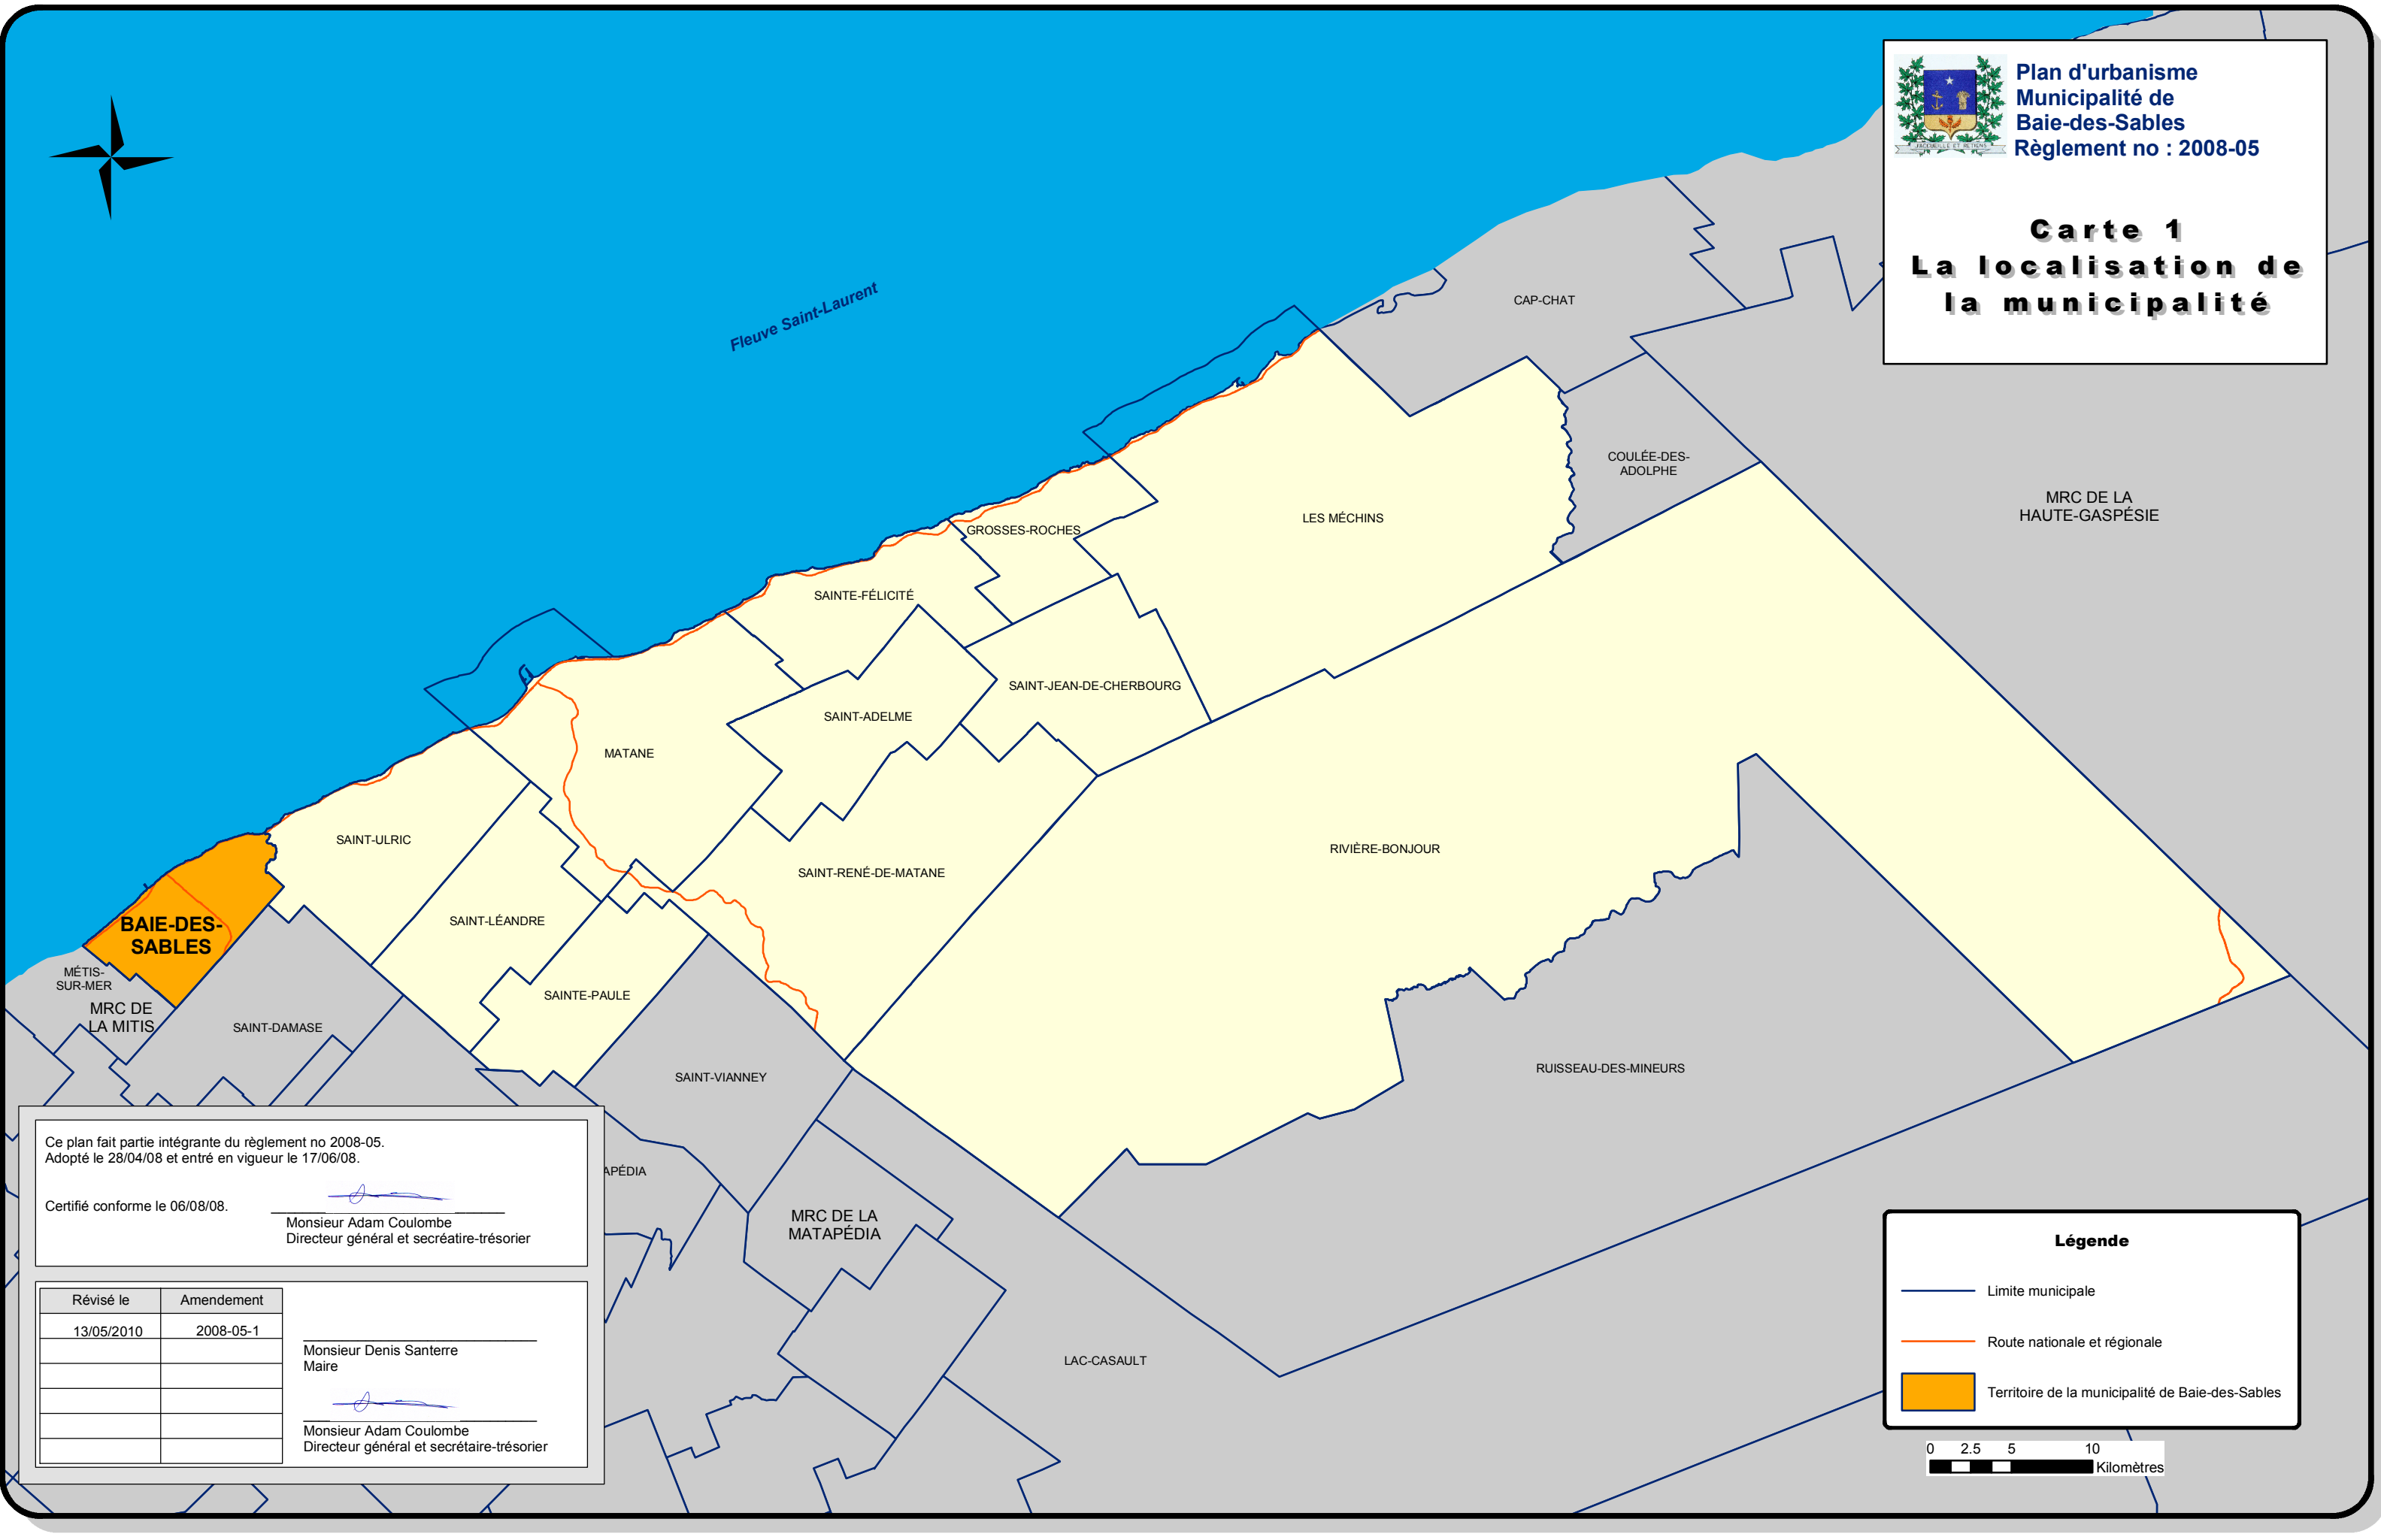 Plan d'urbanisme
Municipalité de
Baie-des-Sables
Règlement no : 2008-05
Carte 1
La localisation de
la municipalité
Fleuve Saint-Laurent
CAP-CHAT
COULÉE-DES-
ADOLPHE
MRC DE LA
HAUTE-GASPÉSIE
LES MÉCHINS
GROSSES-ROCHES
SAINTE-FÉLICITÉ
SAINT-JEAN-DE-CHERBOURG
SAINT-ADELME
MATANE
SAINT-ULRIC
RIVIÈRE-BONJOUR
SAINT-RENÉ-DE-MATANE
SAINT-LÉANDRE
BAIE-DES-
SABLES
MÉTIS-
SUR-MER
MRC DE
LA MITIS
SAINTE-PAULE
SAINT-DAMASE
SAINT-VIANNEY
RUISSEAU-DES-MINEURS
APÉDIA
MRC DE LA
MATAPÉDIA
LAC-CASAULT
Ce plan fait partie intégrante du règlement no 2008-05.
Adopté le 28/04/08 et entré en vigueur le 17/06/08.
Certifié conforme le 06/08/08.
Monsieur Adam Coulombe
Directeur général et secréatire-trésorier
Révisé le Amendement
13/05/2010 2008-05-1
Monsieur Denis Santerre
Maire
Monsieur Adam Coulombe
Directeur général et secrétaire-trésorier
Légende
Limite municipale
Route nationale et régionale
Territoire de la municipalité de Baie-des-Sables
0 2.5 5 10
Kilomètres